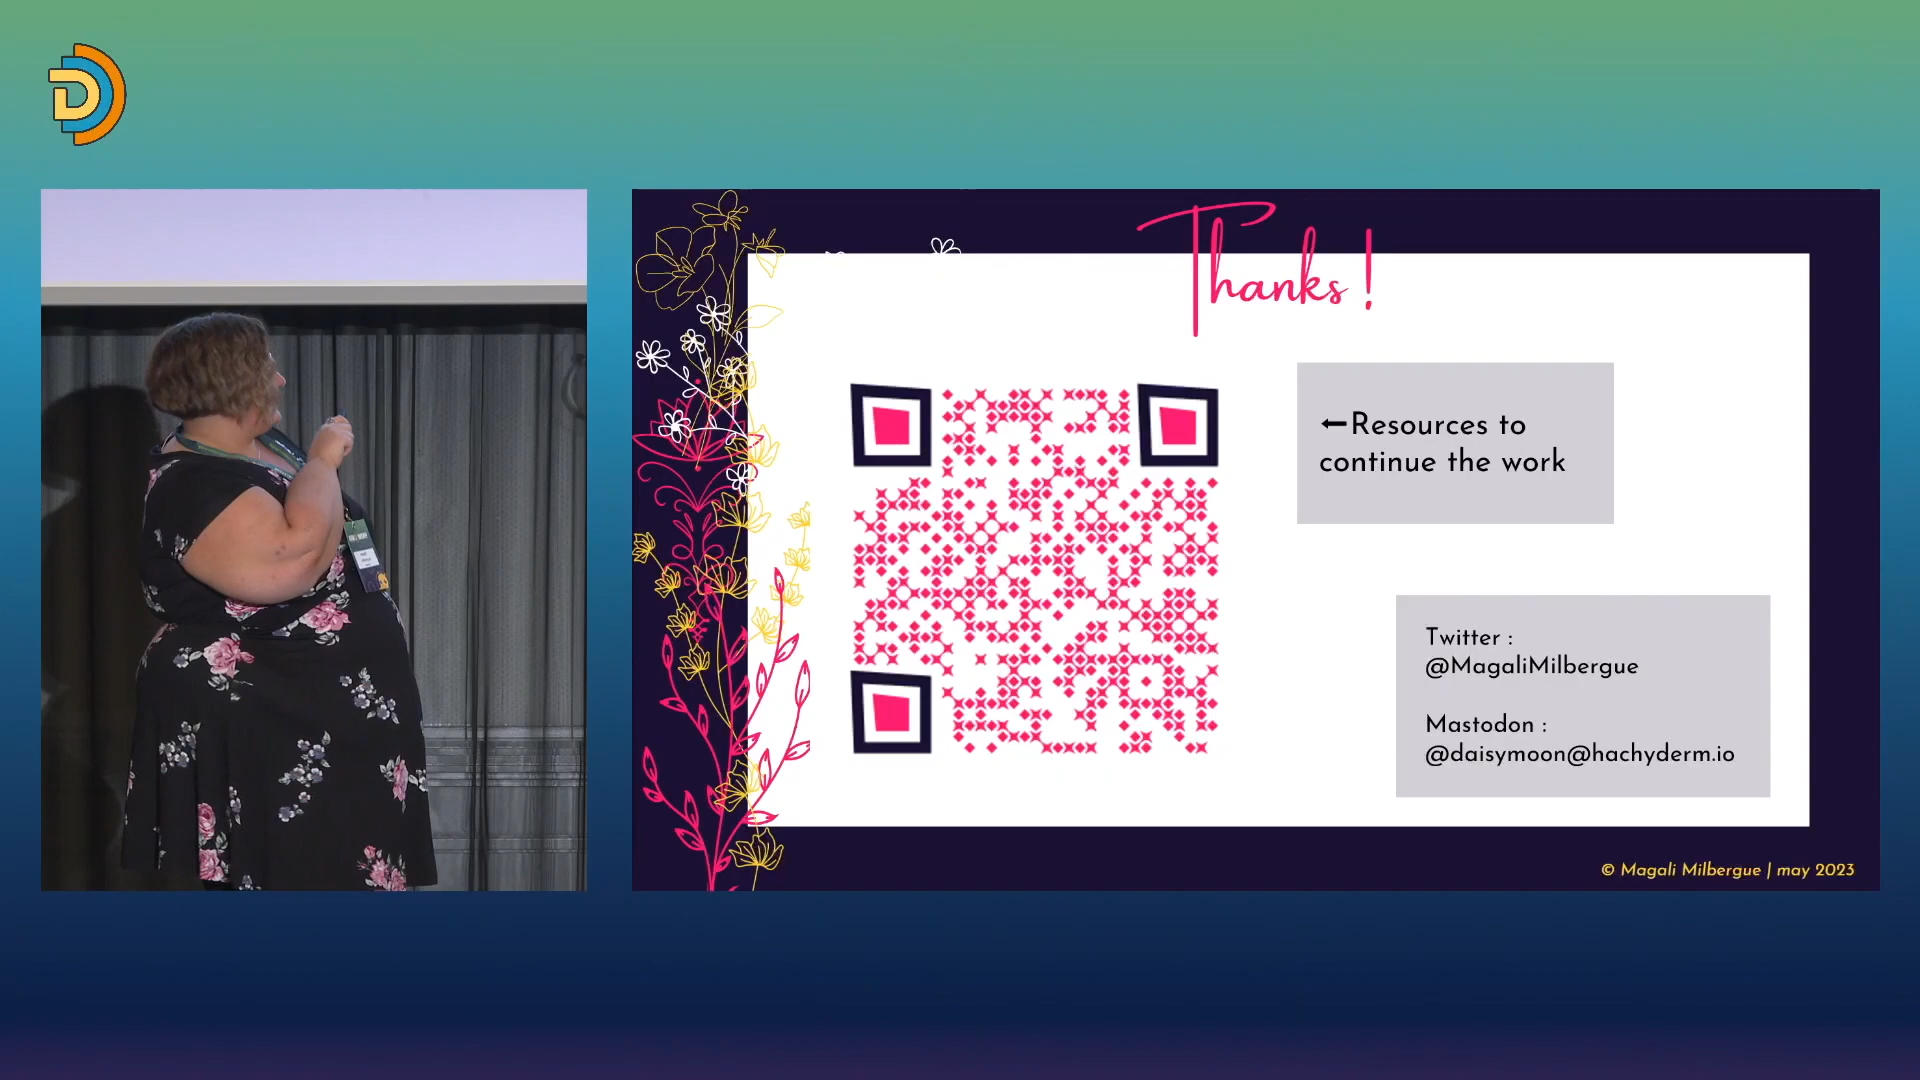 Thanks!
←Resources to
continue the work
Twitter :
@MagaliMilbergue
Mastodon :
@daisymoon@hachyderm.io
© Magali Milbergue | may 2023